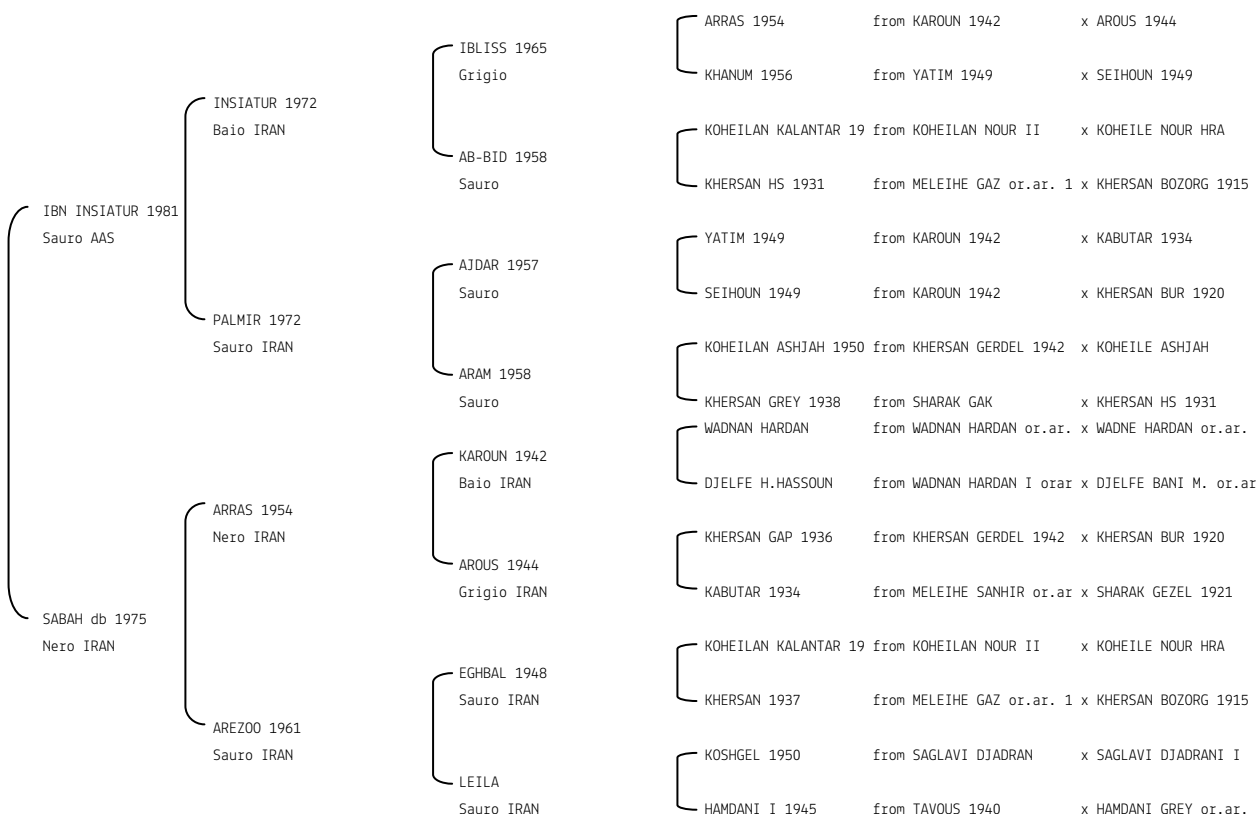 ARRAS 1954 from KAROUN 1942 x AROUS 1944
IBLISS 1965
Grigio
KHANUM 1956 from YATIM 1949 x SEIHOUN 1949
INSIATUR 1972
Baio IRAN
KOHEILAN KALANTAR 19 from KOHEILAN NOUR II x KOHEILE NOUR HRA
AB-BID 1958
Sauro
KHERSAN HS 1931 from MELEIHE GAZ or.ar. 1 x KHERSAN BOZORG 1915
IBN INSIATUR 1981
Sauro AAS
YATIM 1949 from KAROUN 1942 x KABUTAR 1934
AJDAR 1957
Sauro
SEIHOUN 1949 from KAROUN 1942 x KHERSAN BUR 1920
PALMIR 1972
Sauro IRAN
KOHEILAN ASHJAH 1950 from KHERSAN GERDEL 1942 x KOHEILE ASHJAH
ARAM 1958
Sauro
KHERSAN GREY 1938 from SHARAK GAK x KHERSAN HS 1931
WADNAN HARDAN from WADNAN HARDAN or.ar. x WADNE HARDAN or.ar.
KAROUN 1942
Baio IRAN
DJELFE H.HASSOUN from WADNAN HARDAN I orar x DJELFE BANI M. or.ar
ARRAS 1954
Nero IRAN
KHERSAN GAP 1936 from KHERSAN GERDEL 1942 x KHERSAN BUR 1920
AROUS 1944
Grigio IRAN
KABUTAR 1934 from MELEIHE SANHIR or.ar x SHARAK GEZEL 1921
SABAH db 1975
Nero IRAN
KOHEILAN KALANTAR 19 from KOHEILAN NOUR II x KOHEILE NOUR HRA
EGHBAL 1948
Sauro IRAN
KHERSAN 1937 from MELEIHE GAZ or.ar. 1 x KHERSAN BOZORG 1915
AREZOO 1961
Sauro IRAN
KOSHGEL 1950 from SAGLAVI DJADRAN x SAGLAVI DJADRANI I
LEILA
Sauro IRAN
HAMDANI I 1945 from TAVOUS 1940 x HAMDANI GREY or.ar.